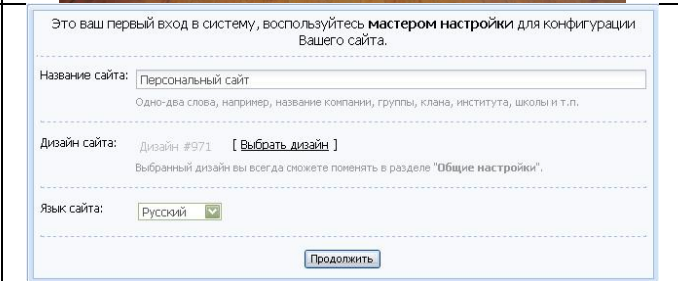 Это ваш первый вход в систему, воспользуйтесь мастером настройки для конфигурации
Вашего сайта.
Название сайта: Персональный сайт
Одно-два слова, например, название компании, группы, клана, института, школы и т.п.
Дизайн сайта: Дизайн #971 [ Выбрать дизайн ]
Выбранный дизайн вы всегда сможете поменять в разделе "Общие настройки".
Язык сайта: Русский
Продолжить